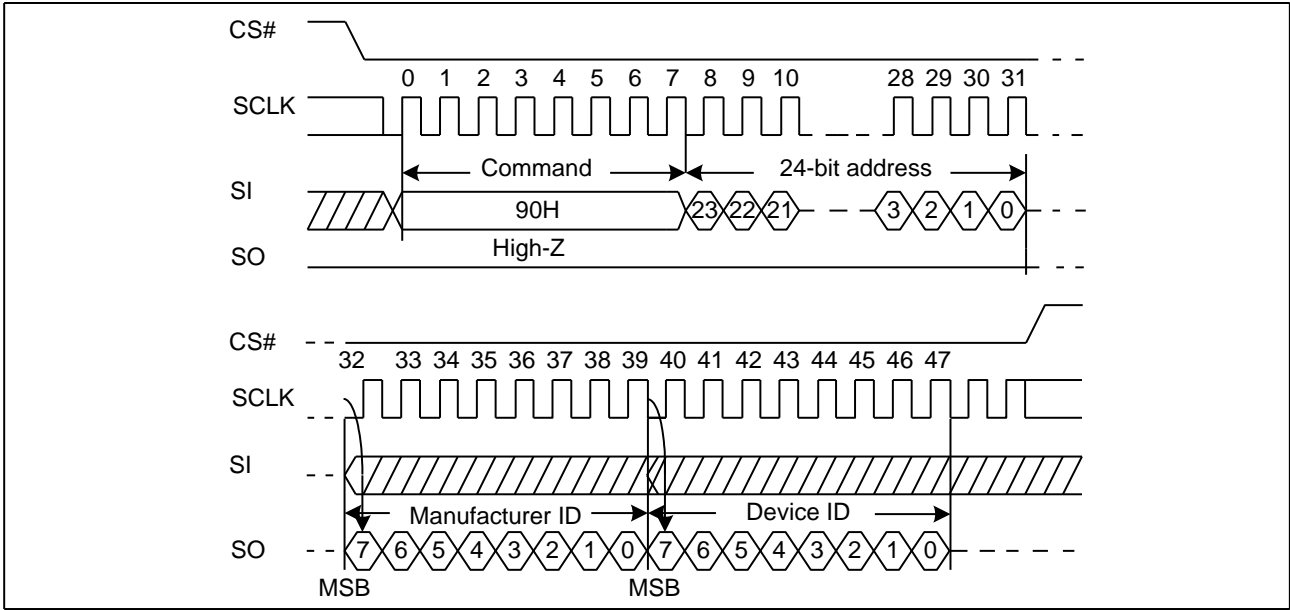 CS#
0 1 2 3 4 5 6 7 8 9 10 28 29 30 31
SCLK
Command 24-bit address
SI
90H 23 22 21 3 2 1 0
High-Z
SO
CS#
32 33 34 35 36 37 38 39 40 41 42 43 44 45 46 47
SCLK
SI
Manufacturer ID Device ID
SO 7 6 5 4 3 2 1 0 7 6 5 4 3 2 1 0
MSB MSB